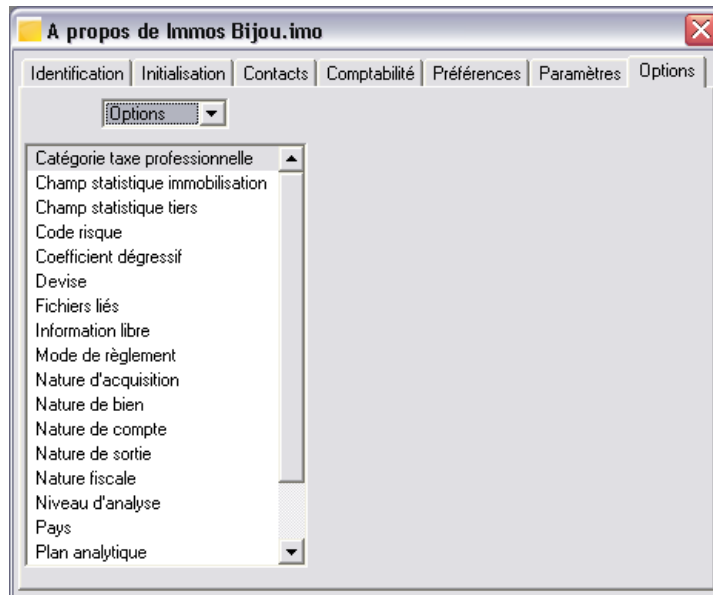 A propos de Immos Bijou.imo
Identification Initialisation Contacts Comptabilité Préférences Paramètres Options
Options
Catégorie taxe professionnelle
Champ statistique immobilisation
Champ statistique tiers
Code risque
Coefficient dégressif
Devise
Fichiers liés
Information libre
Mode de règlement
Nature d'acquisition
Nature de bien
Nature de compte
Nature de sortie
Nature fiscale
Niveau d'analyse
Pays
Plan analytique